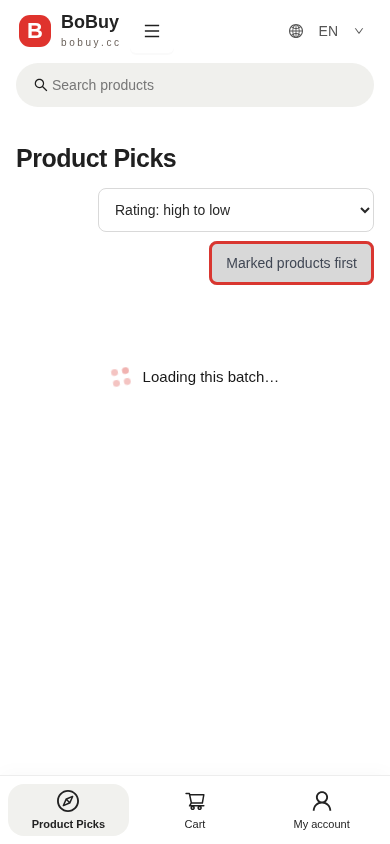 B
BoBuy
bobuy.cc
EN
Search products
Product Picks
Rating: high to low
Marked products first
Loading this batch…
Product Picks
Cart
My account